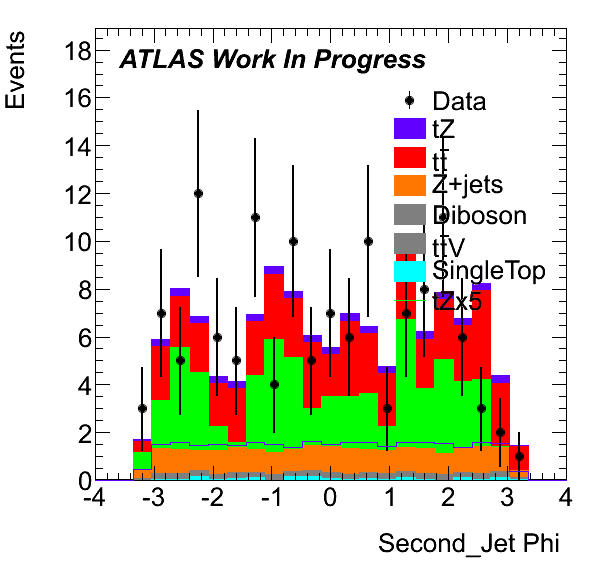 Events
ATLAS Work In Progress
Data
tZ
tt̄
Z+jets
Diboson
tt̄V
SingleTop
tZx5
18
16
14
12
10
8
6
4
2
0
-4 -3 -2 -1 0 1 2 3 4
Second_Jet Phi